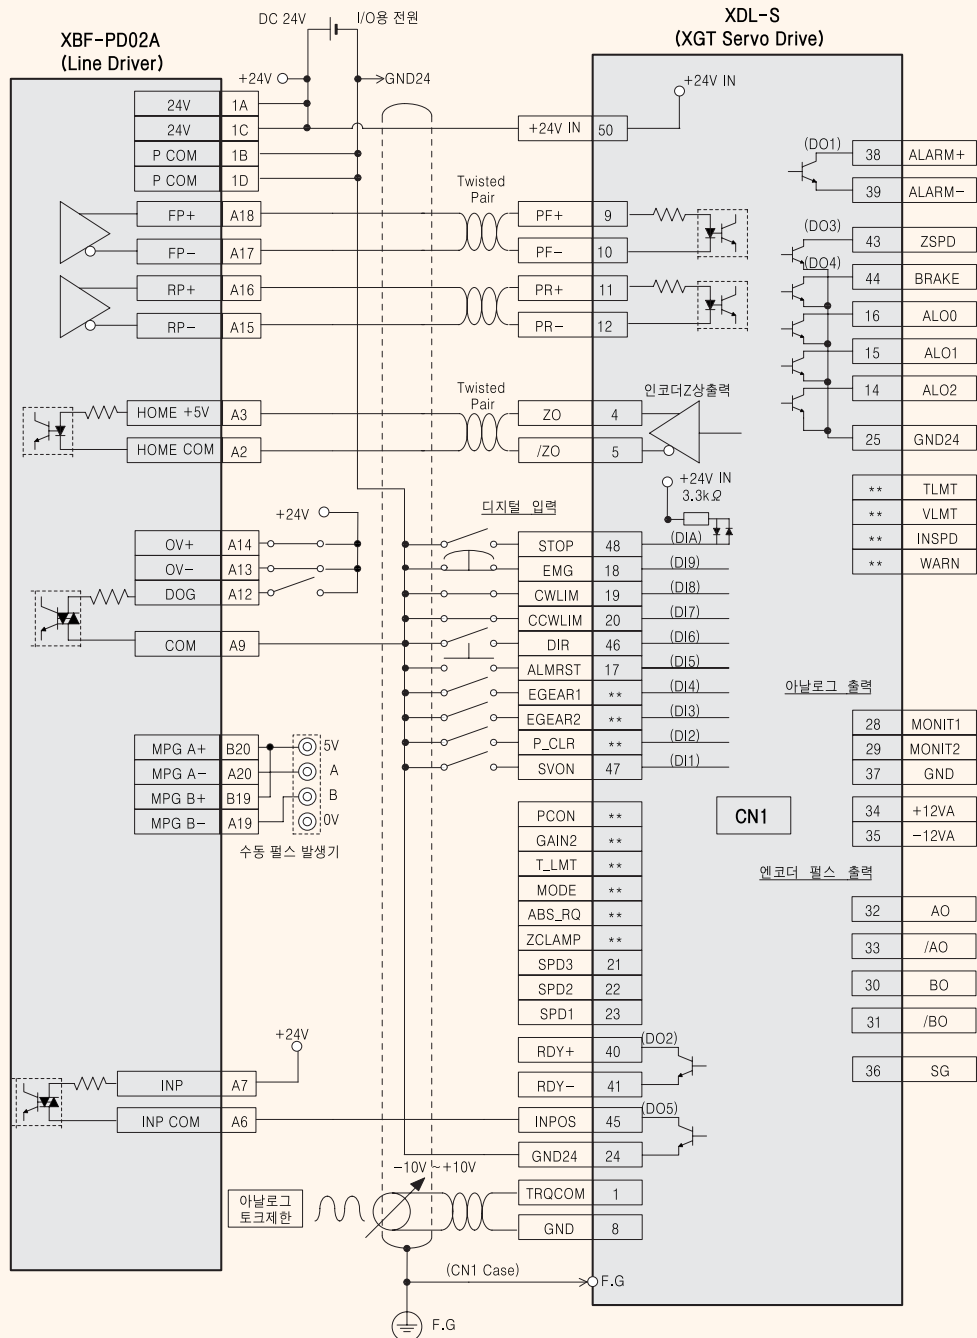 XBF-PD02A
(Line Driver)
DC 24V
I/O용 전원
XDL-S
(XGT Servo Drive)
+24V
GND24
+24V IN
24V 1A
24V 1C
P COM 1B
P COM 1D
+24V IN 50
(DO1)
38 ALARM+
39 ALARM-
Twisted
Pair
FP+ A18
FP- A17
RP+ A16
RP- A15
PF+ 9
PF- 10
PR+ 11
PR- 12
(DO3)
43 ZSPD
(DO4)
44 BRAKE
16 ALO0
15 ALO1
14 ALO2
25 GND24
Twisted
Pair
HOME +5V A3
HOME COM A2
ZO 4
/ZO 5
인코더Z상출력
+24V IN
3.3kΩ
** TLMT
** VLMT
** INSPD
** WARN
+24V
디지털 입력
OV+ A14
OV- A13
DOG A12
COM A9
STOP 48 (DIA)
EMG 18 (DI9)
CWLIM 19 (DI8)
CCWLIM 20 (DI7)
DIR 46 (DI6)
ALMRST 17 (DI5)
EGEAR1 ** (DI4)
EGEAR2 ** (DI3)
P_CLR ** (DI2)
SVON 47 (DI1)
아날로그 출력
28 MONIT1
29 MONIT2
37 GND
34 +12VA
35 -12VA
MPG A+ B20 5V
MPG A- A20 A
MPG B+ B19 B
MPG B- A19 0V
수동 펄스 발생기
CN1
PCON **
GAIN2 **
T_LMT **
MODE **
ABS_RQ **
ZCLAMP **
SPD3 21
SPD2 22
SPD1 23
엔코더 펄스 출력
32 AO
33 /AO
30 BO
31 /BO
36 SG
+24V
INP A7
INP COM A6
RDY+ 40 (DO2)
RDY- 41
INPOS 45 (DO5)
GND24 24
-10V ~+10V
아날로그
토크제한
TRQCOM 1
GND 8
(CN1 Case)
F.G
F.G